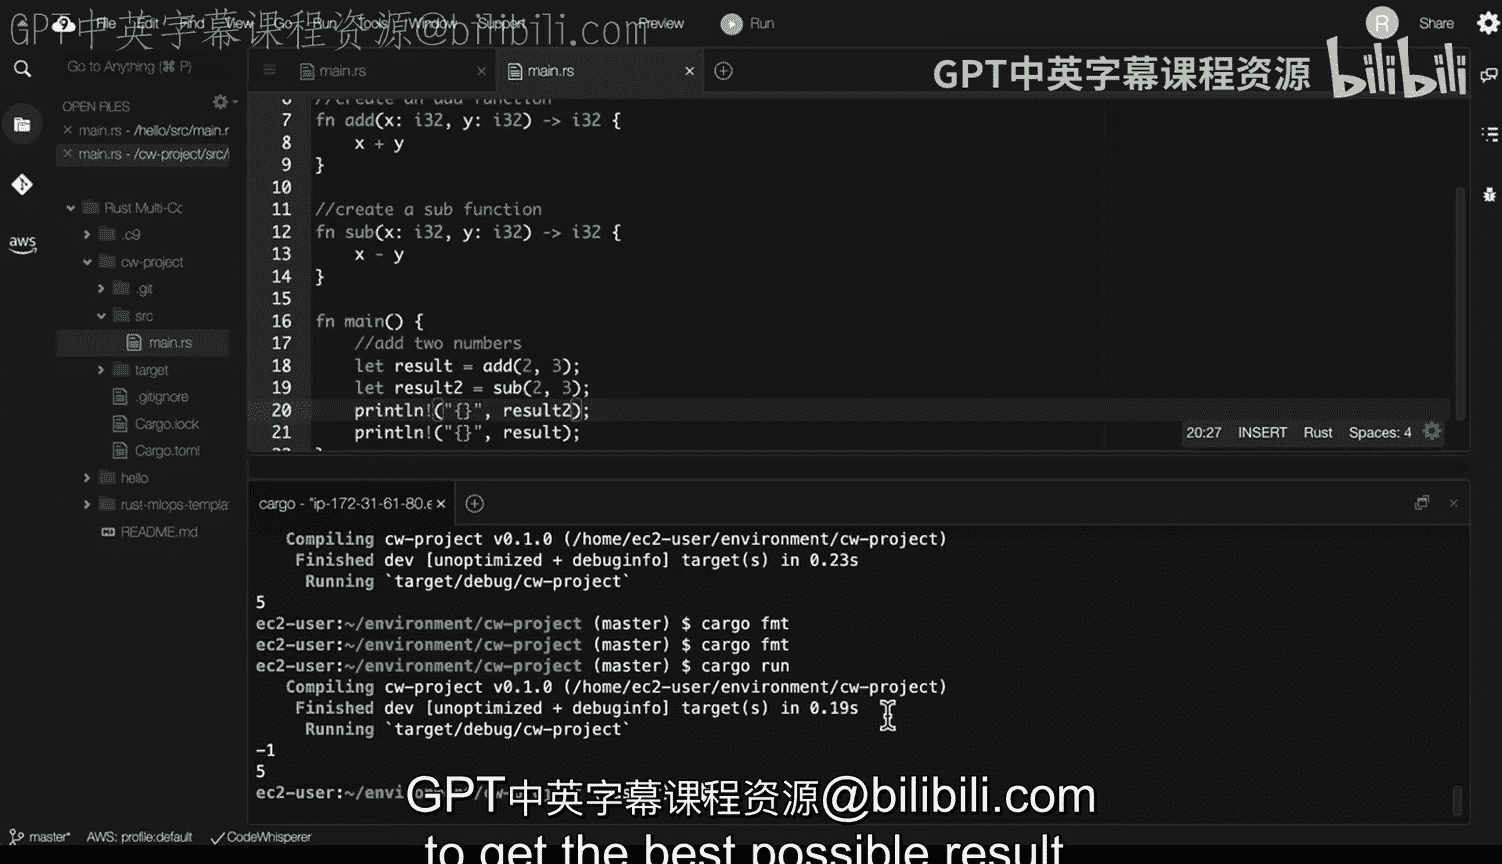 GPT中英字幕课程资源@bilibili.com
File Edit Find View Go Run Tools Window Support Preview Run
R Share
Go to Anything (⌘ P)
main.rs
main.rs
GPT中英字幕课程资源 bilibili
OPEN FILES
main.rs - /hello/src/main.r
main.rs - /cw-project/src/
aws
Rust Multi-Cc
.c9
cw-project
.git
src
main.rs
target
.gitignore
Cargo.lock
Cargo.toml
hello
rust-mlops-templa
README.md
6 //create an add function
7 fn add(x: i32, y: i32) -> i32 {
8 x + y
9 }
10
11 //create a sub function
12 fn sub(x: i32, y: i32) -> i32 {
13 x - y
14 }
15
16 fn main() {
17 //add two numbers
18 let result = add(2, 3);
19 let result2 = sub(2, 3);
20 println!("{}", result2);
21 println!("{}", result);
20:27 INSERT Rust Spaces: 4
cargo - "ip-172-31-61-80.e
Compiling cw-project v0.1.0 (/home/ec2-user/environment/cw-project)
Finished dev [unoptimized + debuginfo] target(s) in 0.23s
Running `target/debug/cw-project`
5
ec2-user:~/environment/cw-project (master) $ cargo fmt
ec2-user:~/environment/cw-project (master) $ cargo fmt
ec2-user:~/environment/cw-project (master) $ cargo run
Compiling cw-project v0.1.0 (/home/ec2-user/environment/cw-project)
Finished dev [unoptimized + debuginfo] target(s) in 0.19s
Running `target/debug/cw-project`
-1
5
ec2-user:~/envi
GPT中英字幕课程资源@bilibili.com
to get the best possible result
master* AWS: profile:default CodeWhisperer